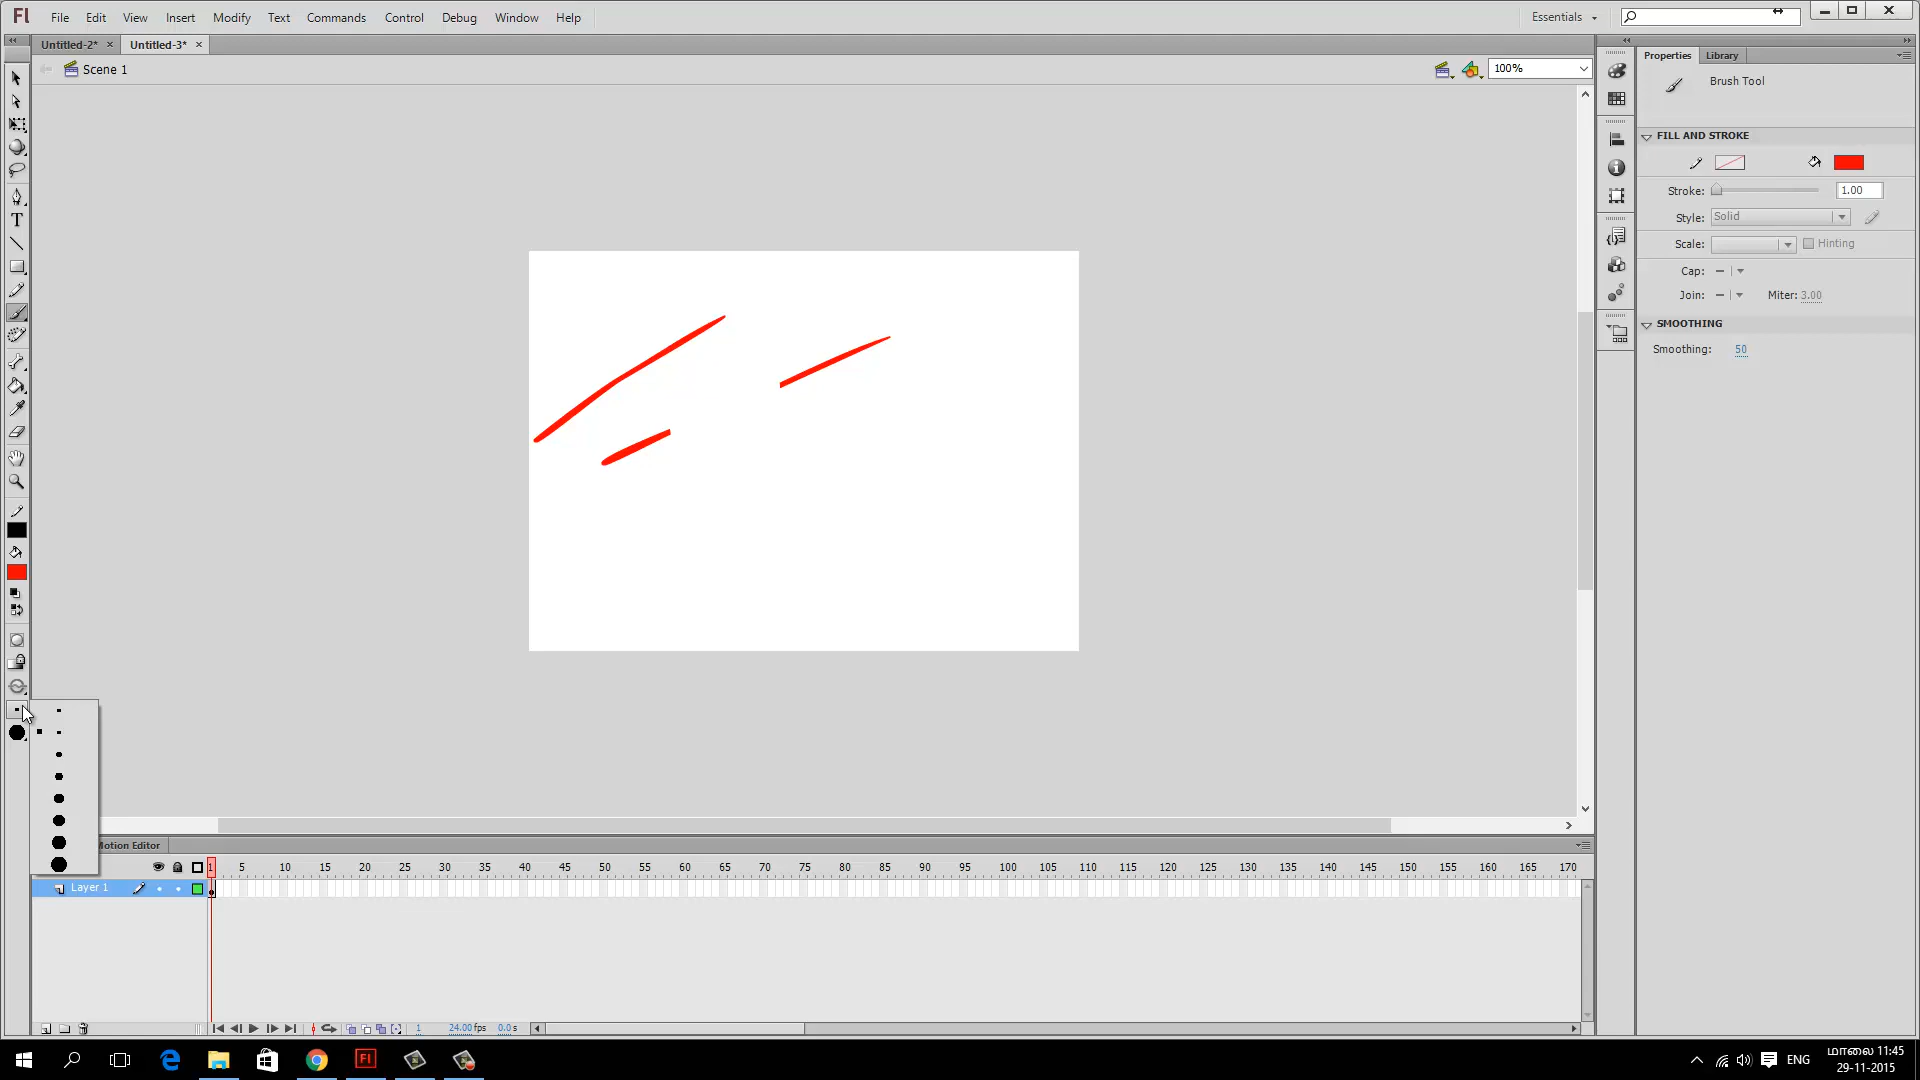 Fl File Edit View Insert Modify Text Commands Control Debug Window Help Essentials
Untitled-2* × Untitled-3* ×
Scene 1 100%
Properties Library
Brush Tool
FILL AND STROKE
Stroke: 1.00
Style: Solid
Scale: Hinting
Cap:
Join: Miter: 3.00
SMOOTHING
Smoothing: 50
T
Motion Editor
1 5 10 15 20 25 30 35 40 45 50 55 60 65 70 75 80 85 90 95 100 105 110 115 120 125 130 135 140 145 150 155 160 165 170
Layer 1
1 24.00 fps 0.0 s
Fl ENG மாலை 11:45
29-11-2015